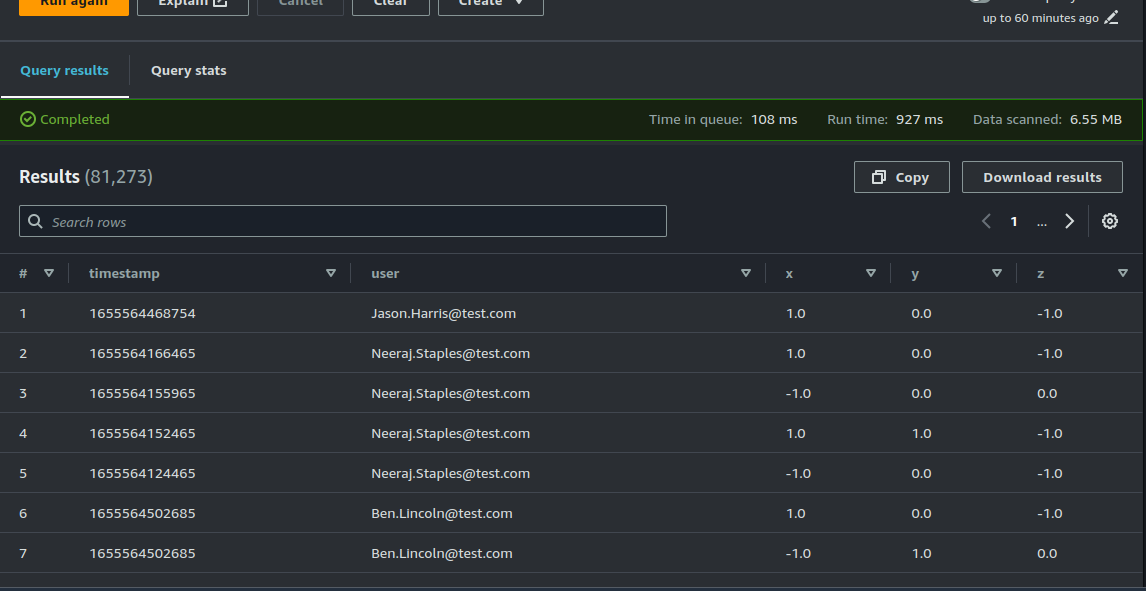 Run again Explain Cancel Clear Create
up to 60 minutes ago
Query results Query stats
Completed Time in queue: 108 ms Run time: 927 ms Data scanned: 6.55 MB
Results (81,273) Copy Download results
Search rows 1 ...
# timestamp user x y z
1 1655564468754 Jason.Harris@test.com 1.0 0.0 -1.0
2 1655564166465 Neeraj.Staples@test.com 1.0 0.0 -1.0
3 1655564155965 Neeraj.Staples@test.com -1.0 0.0 0.0
4 1655564152465 Neeraj.Staples@test.com 1.0 1.0 -1.0
5 1655564124465 Neeraj.Staples@test.com -1.0 0.0 -1.0
6 1655564502685 Ben.Lincoln@test.com 1.0 0.0 -1.0
7 1655564502685 Ben.Lincoln@test.com -1.0 1.0 0.0